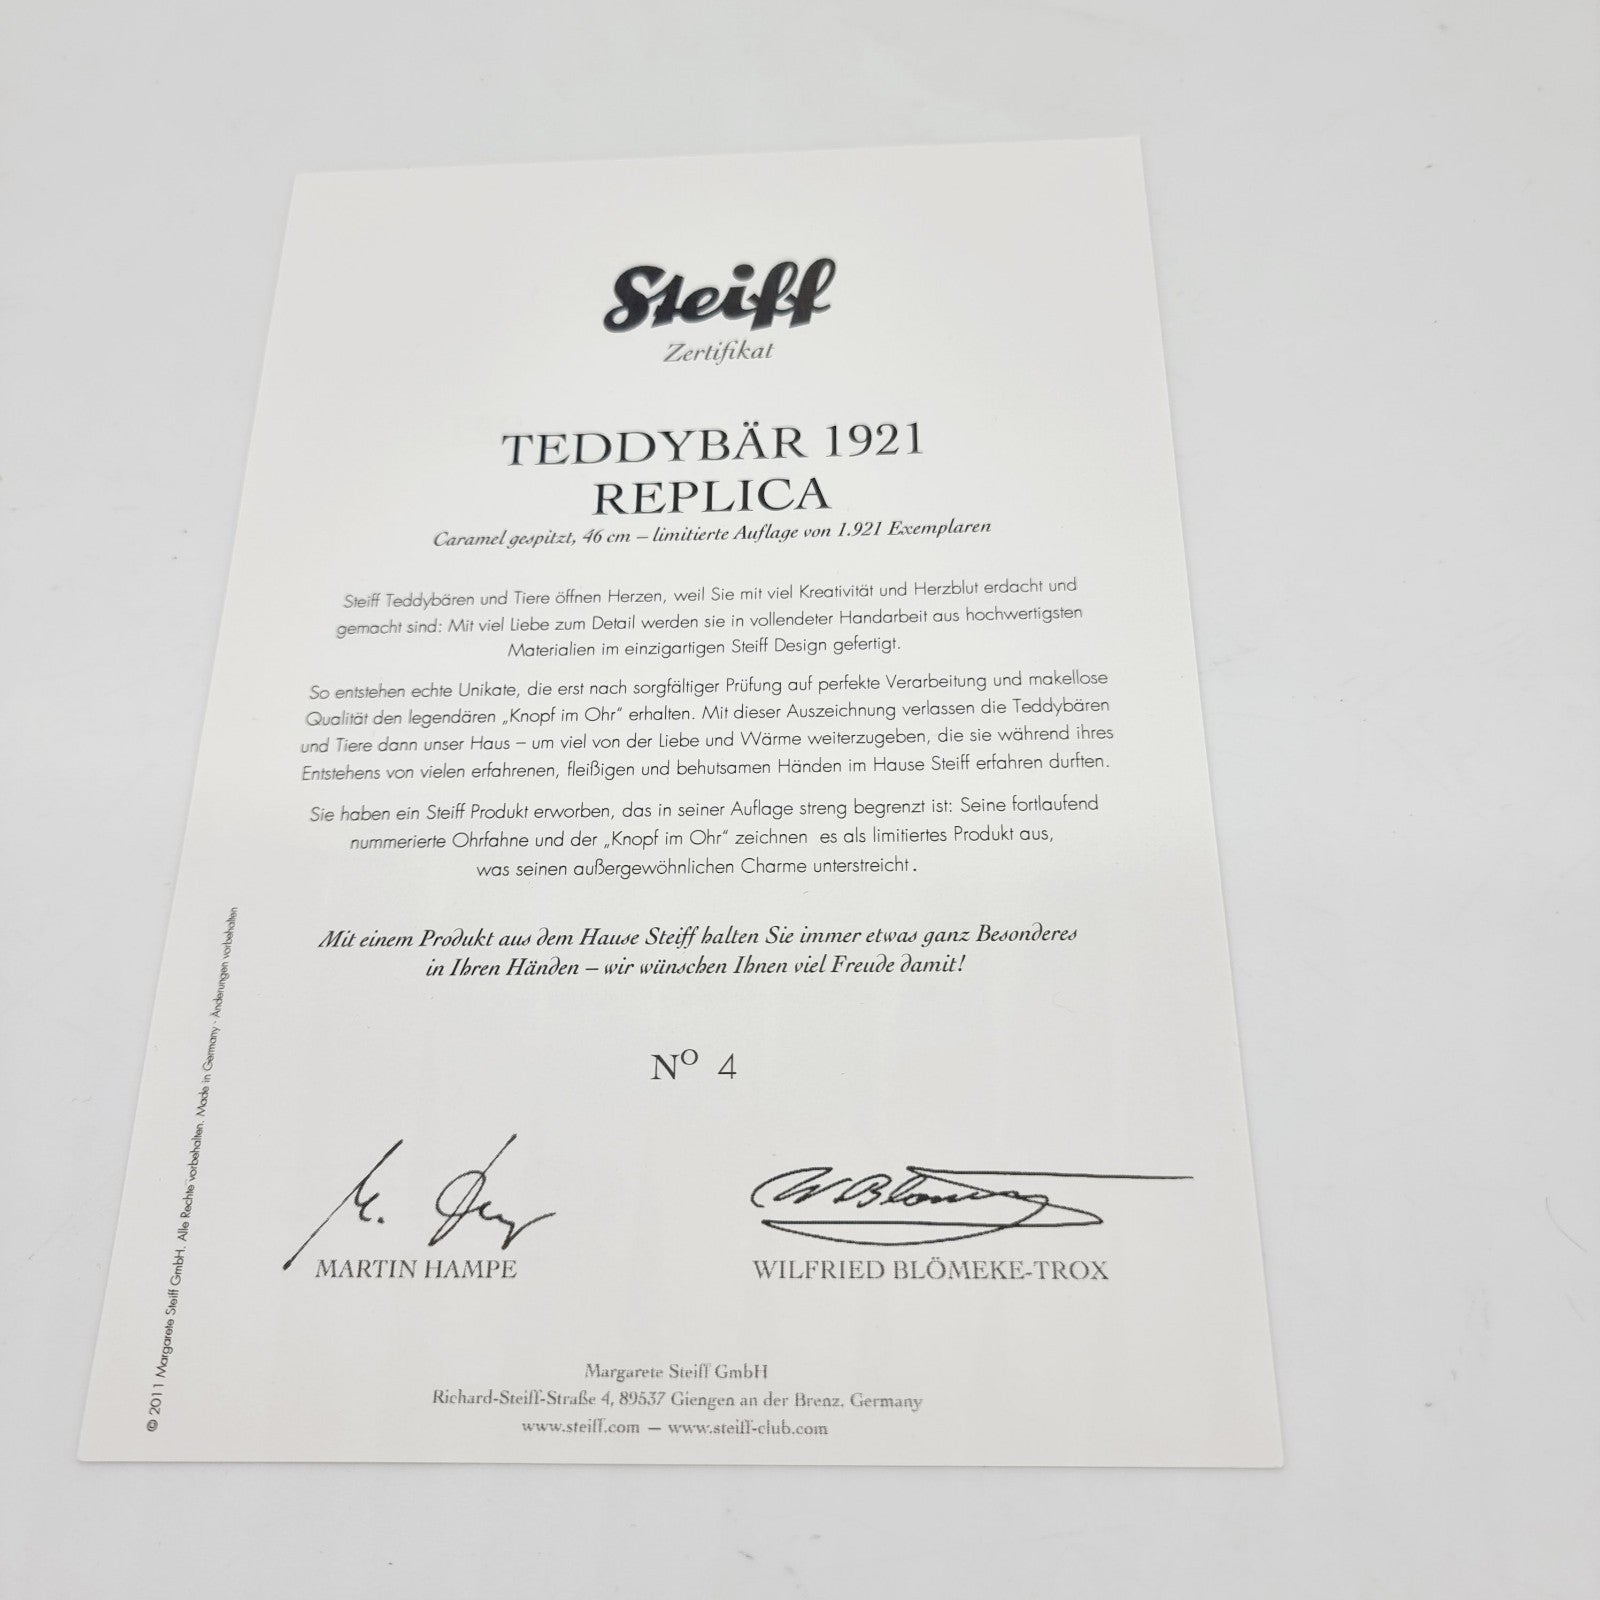 Steiff
Zertifikat
TEDDYBÄR 1921
REPLICA
Caramel gespitzt, 46 cm – limitierte Auflage von 1.921 Exemplaren
Steiff Teddybären und Tiere öffnen Herzen, weil Sie mit viel Kreativität und Herzblut erdacht und
gemacht sind: Mit viel Liebe zum Detail werden sie in vollendeter Handarbeit aus hochwertigsten
Materialien im einzigartigen Steiff Design gefertigt.
So entstehen echte Unikate, die erst nach sorgfältiger Prüfung auf perfekte Verarbeitung und makellose
Qualität den legendären „Knopf im Ohr“ erhalten. Mit dieser Auszeichnung verlassen die Teddybären
und Tiere dann unser Haus – um viel von der Liebe und Wärme weiterzugeben, die sie während ihres
Entstehens von vielen erfahrenen, fleißigen und behutsamen Händen im Hause Steiff erfahren durften.
Sie haben ein Steiff Produkt erworben, das in seiner Auflage streng begrenzt ist: Seine fortlaufend
nummerierte Ohrfahne und der „Knopf im Ohr“ zeichnen es als limitiertes Produkt aus,
was seinen außergewöhnlichen Charme unterstreicht.
Mit einem Produkt aus dem Hause Steiff halten Sie immer etwas ganz Besonderes
in Ihren Händen – wir wünschen Ihnen viel Freude damit!
Nº 4
MARTIN HAMPE
WILFRIED BLÖMEKE-TROX
Margarete Steiff GmbH
Richard-Steiff-Straße 4, 89537 Giengen an der Brenz, Germany
www.steiff.com — www.steiff-club.com
© 2011 Margarete Steiff GmbH. Alle Rechte vorbehalten. Made in Germany · Änderungen vorbehalten